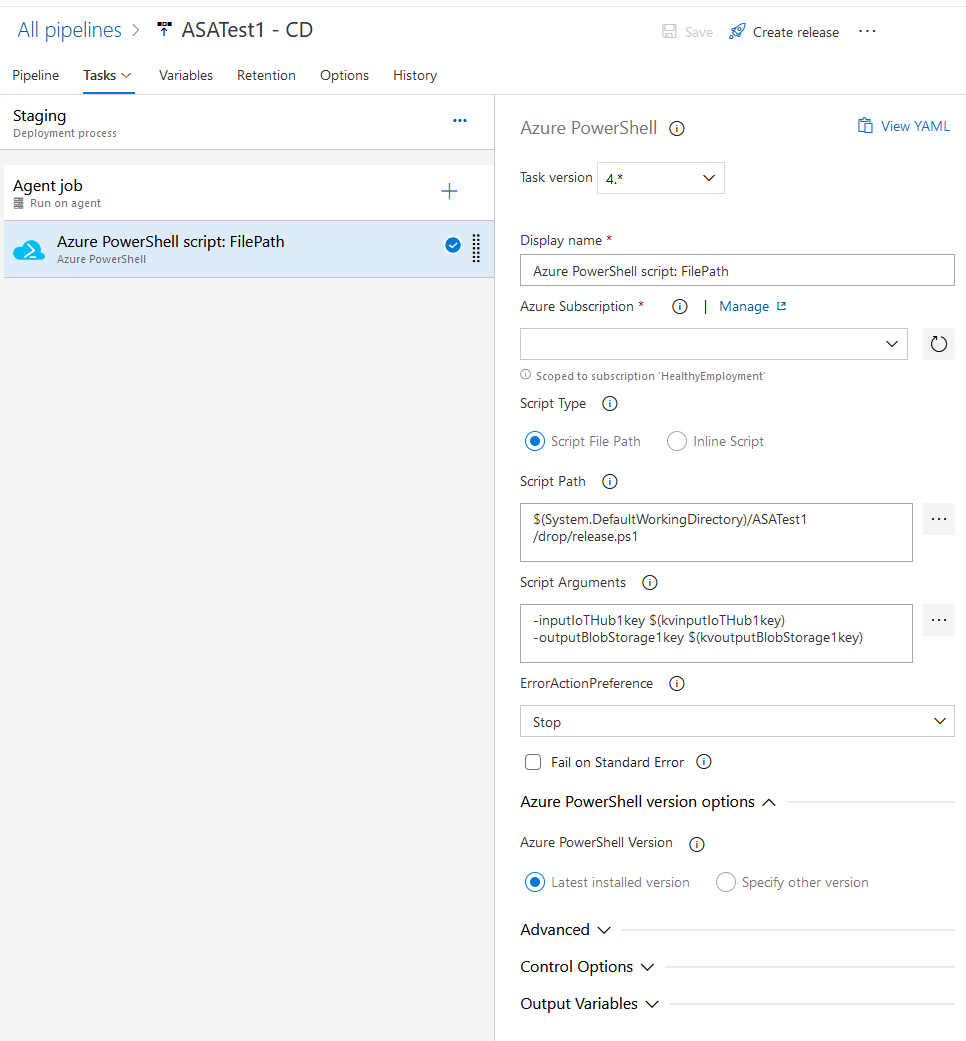 All pipelines > ASATest1 - CD
Save
Create release
...
Pipeline
Tasks
Variables
Retention
Options
History
Staging
Deployment process
...
Agent job
Run on agent
Azure PowerShell script: FilePath
Azure PowerShell
Azure PowerShell
View YAML
Task version
4.*
Display name *
Azure PowerShell script: FilePath
Azure Subscription *
| Manage
Scoped to subscription 'HealthyEmployment'
Script Type
Script File Path
Inline Script
Script Path
$(System.DefaultWorkingDirectory)/ASATest1
/drop/release.ps1
...
Script Arguments
-inputIoTHub1key $(kvinputIoTHub1key)
-outputBlobStorage1key $(kvoutputBlobStorage1key)
...
ErrorActionPreference
Stop
Fail on Standard Error
Azure PowerShell version options
Azure PowerShell Version
Latest installed version
Specify other version
Advanced
Control Options
Output Variables